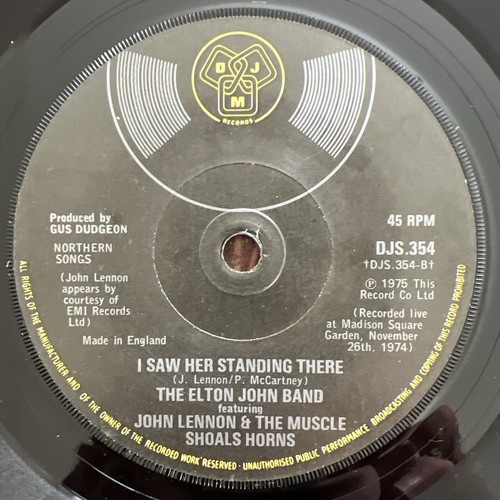 DJM
RECORDS
Produced by
GUS DUDGEON
NORTHERN
SONGS
(John Lennon
appears by
courtesy of
EMI Records
Ltd)
Made in England
45 RPM
DJS.354
†DJS.354-B†
Ⓟ 1975 This
Record Co Ltd
(Recorded live
at Madison Square
Garden, November
26th, 1974)
I SAW HER STANDING THERE
(J. Lennon/P. McCartney)
THE ELTON JOHN BAND
featuring
JOHN LENNON & THE MUSCLE
SHOALS HORNS
ALL RIGHTS OF THE MANUFACTURER AND OF THE OWNER OF THE RECORDED WORK RESERVED · UNAUTHORISED PUBLIC PERFORMANCE BROADCASTING AND COPYING OF THIS RECORD PROHIBITED